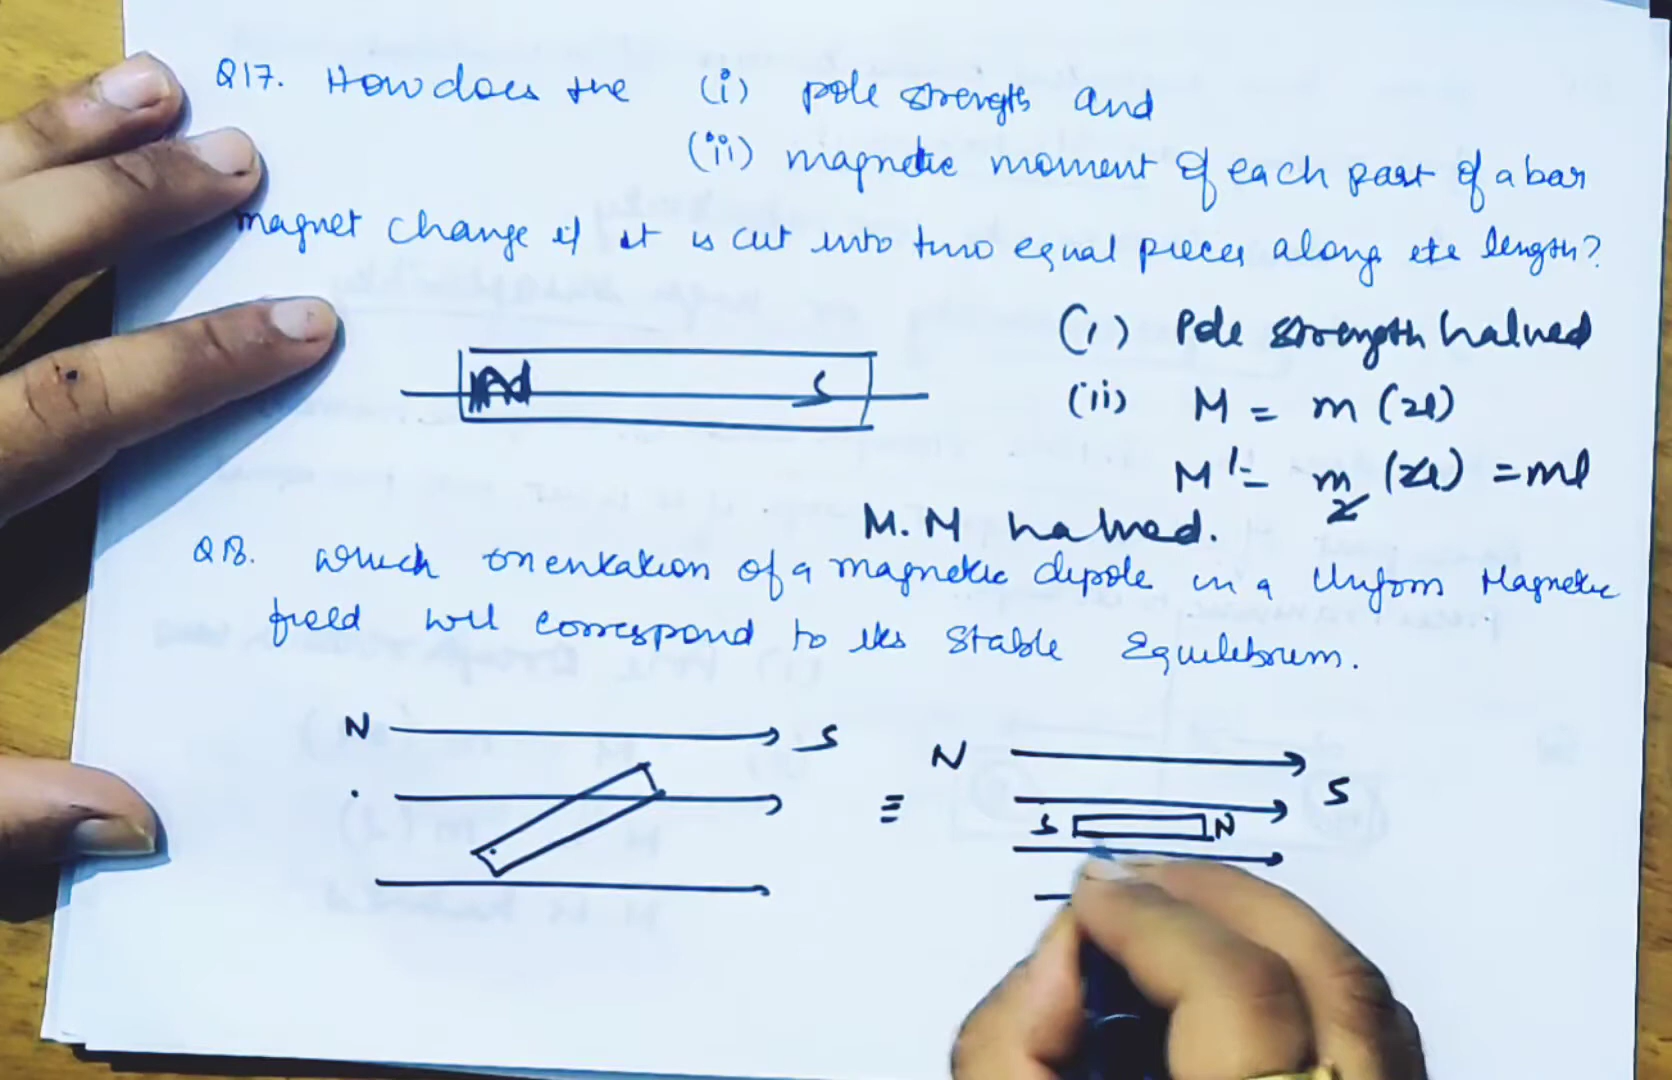 Q17. How does the (i) pole strength and
(ii) magnetic moment of each part of a bar
magnet change if it is cut into two equal pieces along its length?
S
(i) Pole strength halved
(ii) M = m (2l)
M' = m/2 (2l) = ml
M.M halved.
Q18. which orientation of a magnetic dipole in a Uniform Magnetic
field will correspond to its stable Equilibrium.
N S
N S
≡
S N